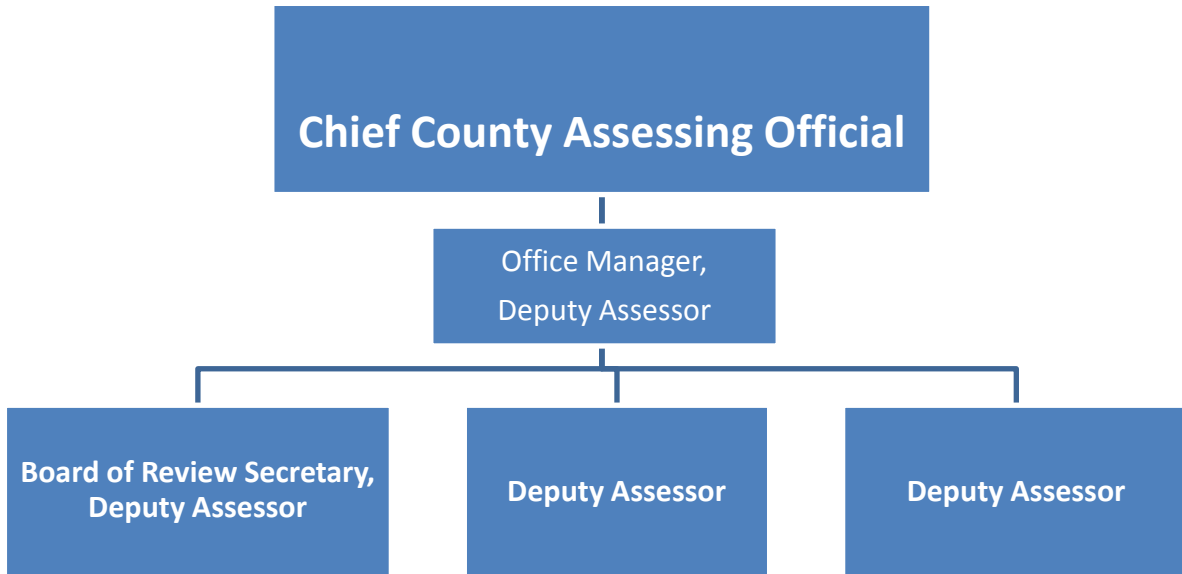 Chief County Assessing Official
Office Manager,
Deputy Assessor
Board of Review Secretary,
Deputy Assessor
Deputy Assessor
Deputy Assessor